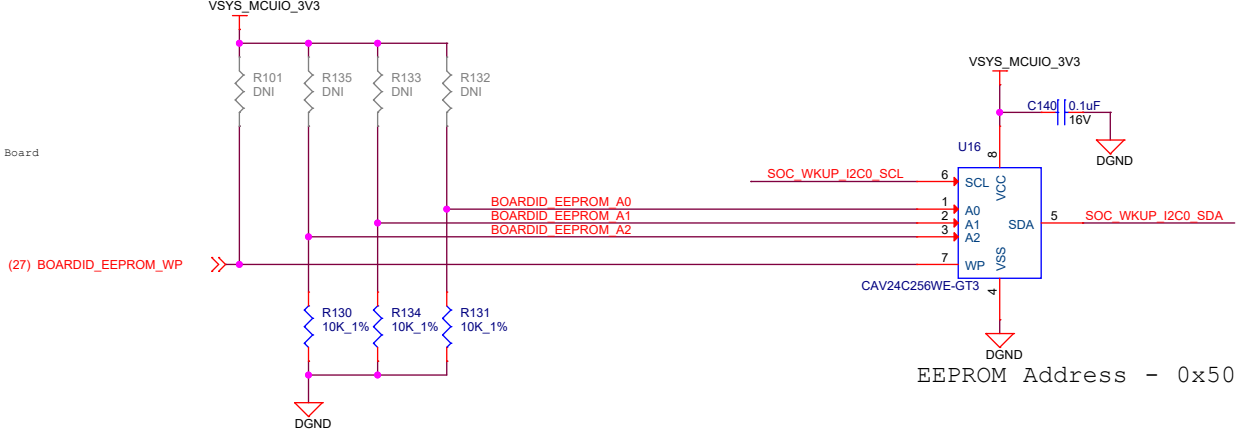 VSYS_MCUIO_3V3
R101
DNI
R135
DNI
R133
DNI
R132
DNI
VSYS_MCUIO_3V3
C140
0.1uF
16V
DGND
Board
U16
8
SOC_WKUP_I2C0_SCL
6
SCL
VCC
BOARDID_EEPROM_A0
1
A0
BOARDID_EEPROM_A1
2
A1
SDA
5
SOC_WKUP_I2C0_SDA
BOARDID_EEPROM_A2
3
A2
(27) BOARDID_EEPROM_WP
7
WP
VSS
CAV24C256WE-GT3
4
R130
10K_1%
R134
10K_1%
R131
10K_1%
DGND
EEPROM Address - 0x50
DGND